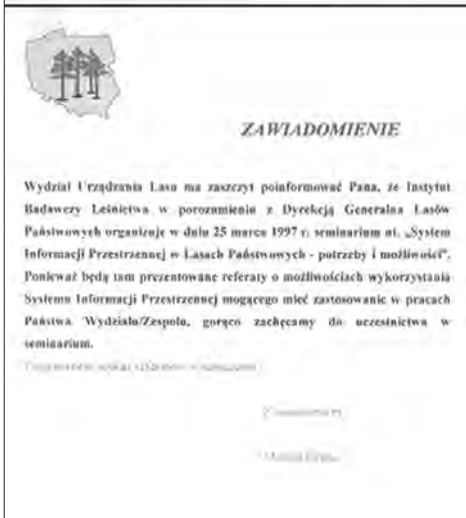 ZAWIADOMIENIE
Wydział Urządzania Lasu ma zaszczyt poinformować Pana, że Instytut
Badawczy Leśnictwa w porozumieniu z Dyrekcją Generalna Lasów
Państwowych organizuje w dniu 25 marca 1997 r. seminarium nt. „System
Informacji Przestrzennej w Lasach Państwowych - potrzeby i możliwości".
Ponieważ będą tam prezentowane referaty o możliwościach wykorzystania
Systemu Informacji Przestrzennej mogącego mieć zastosowanie w pracach
Państwa Wydziału/Zespołu, gorąco zachęcamy do uczestnictwa w
seminarium.